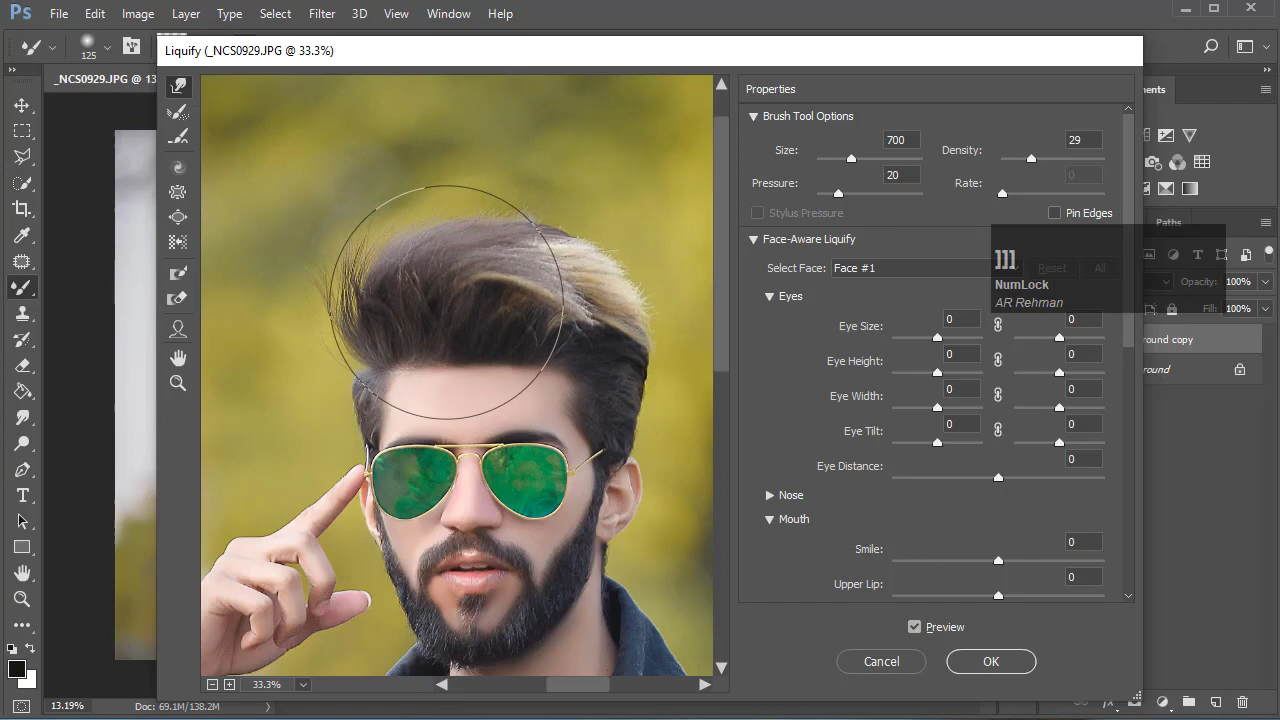 Ps File Edit Image Layer Type Select Filter 3D View Window Help
125
_NCS0929.JPG @ 13
Liquify (_NCS0929.JPG @ 33.3%)
Properties
Brush Tool Options
Size: 700 Density: 29
Pressure: 20 Rate: 0
Stylus Pressure Pin Edges
Face-Aware Liquify
Select Face: Face #1 Reset All
]]]
NumLock
AR Rehman
Eyes
Eye Size: 0 0
Eye Height: 0 0
Eye Width: 0 0
Eye Tilt: 0 0
Eye Distance: 0
Nose
Mouth
Smile: 0
Upper Lip: 0
Preview
Cancel OK
33.3%
ments
Paths
Opacity: 100%
Fill: 100%
round copy
round
13.19% Doc: 69.1M/138.2M